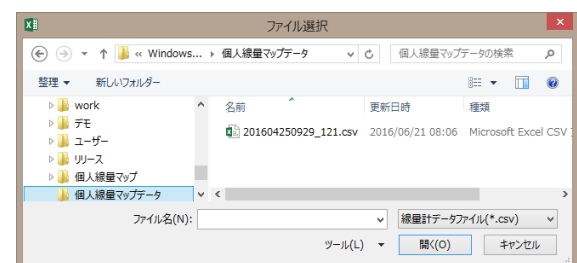 ファイル選択
« Windows... 個人線量マップデータ 個人線量マップデータの検索
整理 新しいフォルダー
work
デモ
ユーザー
リリース
個人線量マップ
個人線量マップデータ
名前 更新日時 種類
201604250929_121.csv 2016/06/21 08:06 Microsoft Excel CSV
ファイル名(N): 線量計データファイル(*.csv)
ツール(L) 開く(O) キャンセル